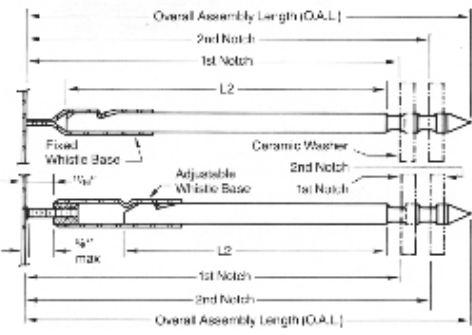 Overall Assembly Length (O.A.L.)
2nd Notch
1st Notch
L2
Fixed
Whistle Base
Ceramic Washer
2nd Notch
1st Notch
Adjustable
Whistle Base
max
L2
1st Notch
2nd Notch
Overall Assembly Length (O.A.L.)